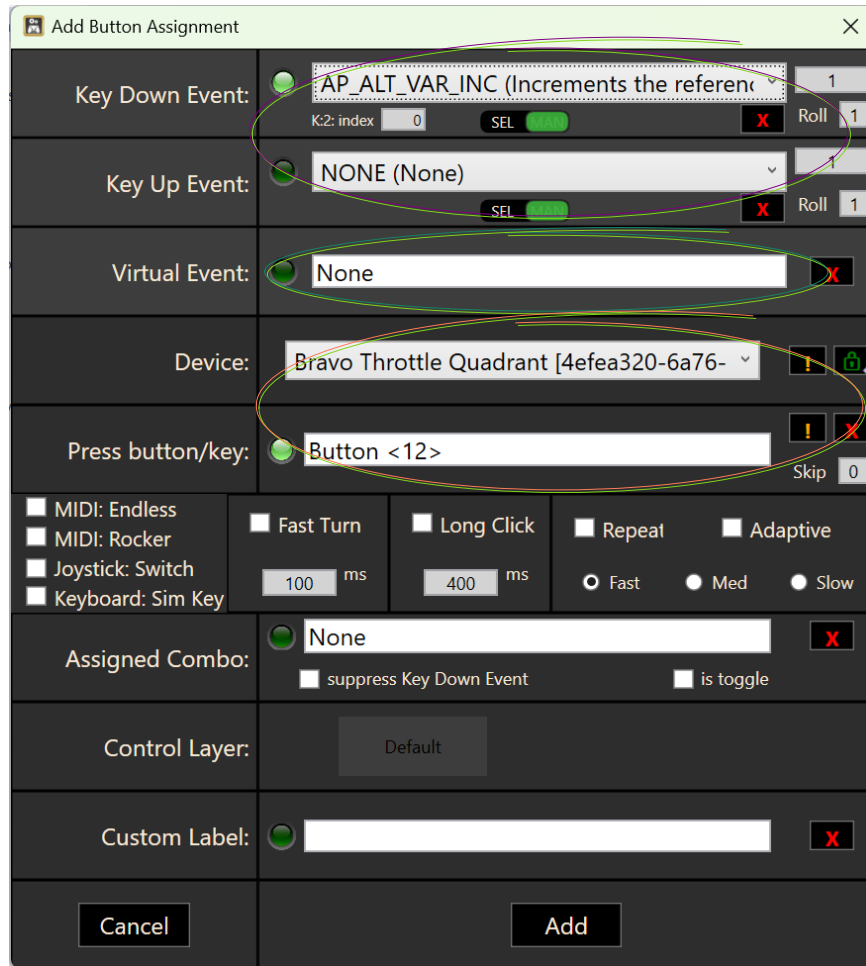 Add Button Assignment
Key Down Event:
AP_ALT_VAR_INC (Increments the referenc
1
K:2: index 0
SEL MAN
X
Roll 1
Key Up Event:
NONE (None)
1
SEL MAN
X
Roll 1
Virtual Event:
None
X
Device:
Bravo Throttle Quadrant [4efea320-6a76-
!
Press button/key:
Button <12>
! X
Skip 0
MIDI: Endless
MIDI: Rocker
Joystick: Switch
Keyboard: Sim Key
Fast Turn
100 ms
Long Click
400 ms
Repeat
Adaptive
Fast Med Slow
Assigned Combo:
None
X
suppress Key Down Event
is toggle
Control Layer:
Default
Custom Label:
X
Cancel
Add